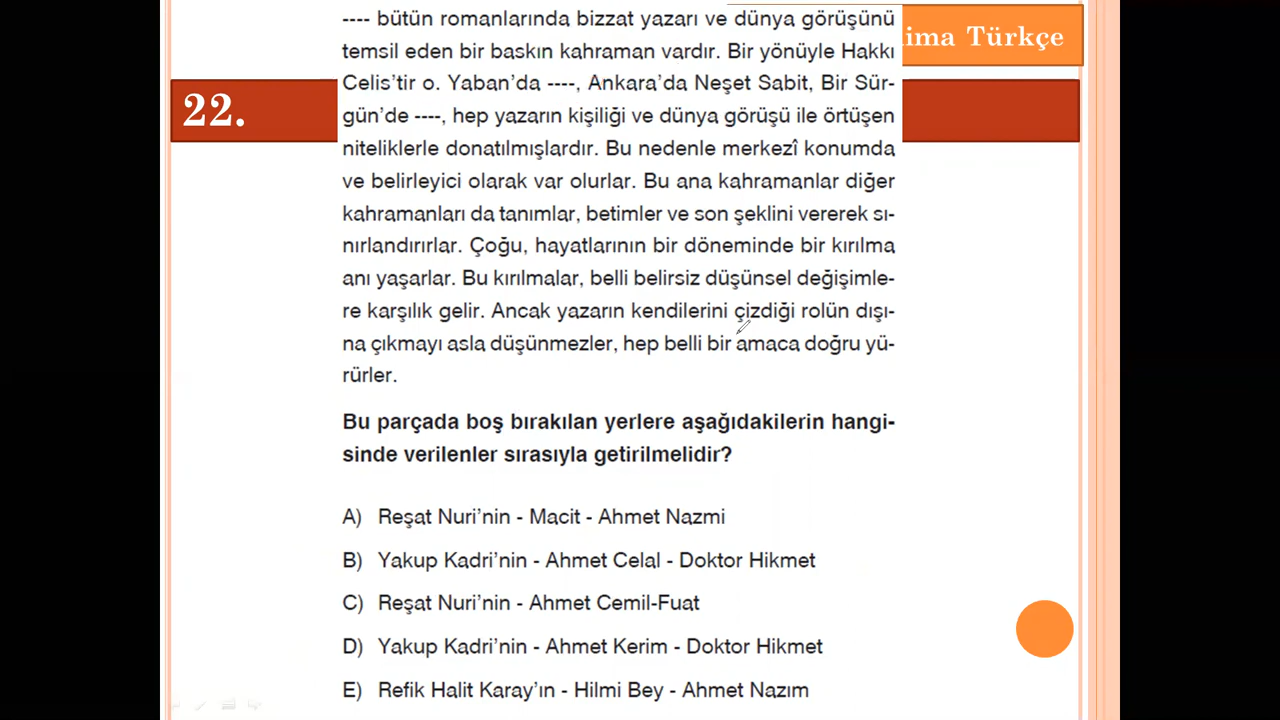 ---- bütün romanlarında bizzat yazarı ve dünya görüşünü
temsil eden bir baskın kahraman vardır. Bir yönüyle Hakkı
ima Türkçe
Celis’tir o. Yaban’da ----, Ankara’da Neşet Sabit, Bir Sür-
22.
gün’de ----, hep yazarın kişiliği ve dünya görüşü ile örtüşen
niteliklerle donatılmışlardır. Bu nedenle merkezî konumda
ve belirleyici olarak var olurlar. Bu ana kahramanlar diğer
kahramanları da tanımlar, betimler ve son şeklini vererek sı-
nırlandırırlar. Çoğu, hayatlarının bir döneminde bir kırılma
anı yaşarlar. Bu kırılmalar, belli belirsiz düşünsel değişimle-
re karşılık gelir. Ancak yazarın kendilerini çizdiği rolün dışı-
na çıkmayı asla düşünmezler, hep belli bir amaca doğru yü-
rürler.
Bu parçada boş bırakılan yerlere aşağıdakilerin hangi-
sinde verilenler sırasıyla getirilmelidir?
A) Reşat Nuri’nin - Macit - Ahmet Nazmi
B) Yakup Kadri’nin - Ahmet Celal - Doktor Hikmet
C) Reşat Nuri’nin - Ahmet Cemil-Fuat
D) Yakup Kadri’nin - Ahmet Kerim - Doktor Hikmet
E) Refik Halit Karay’ın - Hilmi Bey - Ahmet Nazım